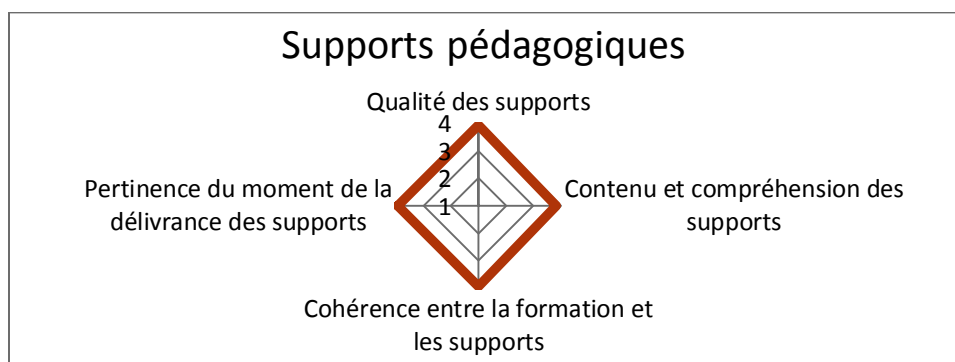 Supports pédagogiques
Qualité des supports
4
3
2
1
Pertinence du moment de la
délivrance des supports
Contenu et compréhension des
supports
Cohérence entre la formation et
les supports